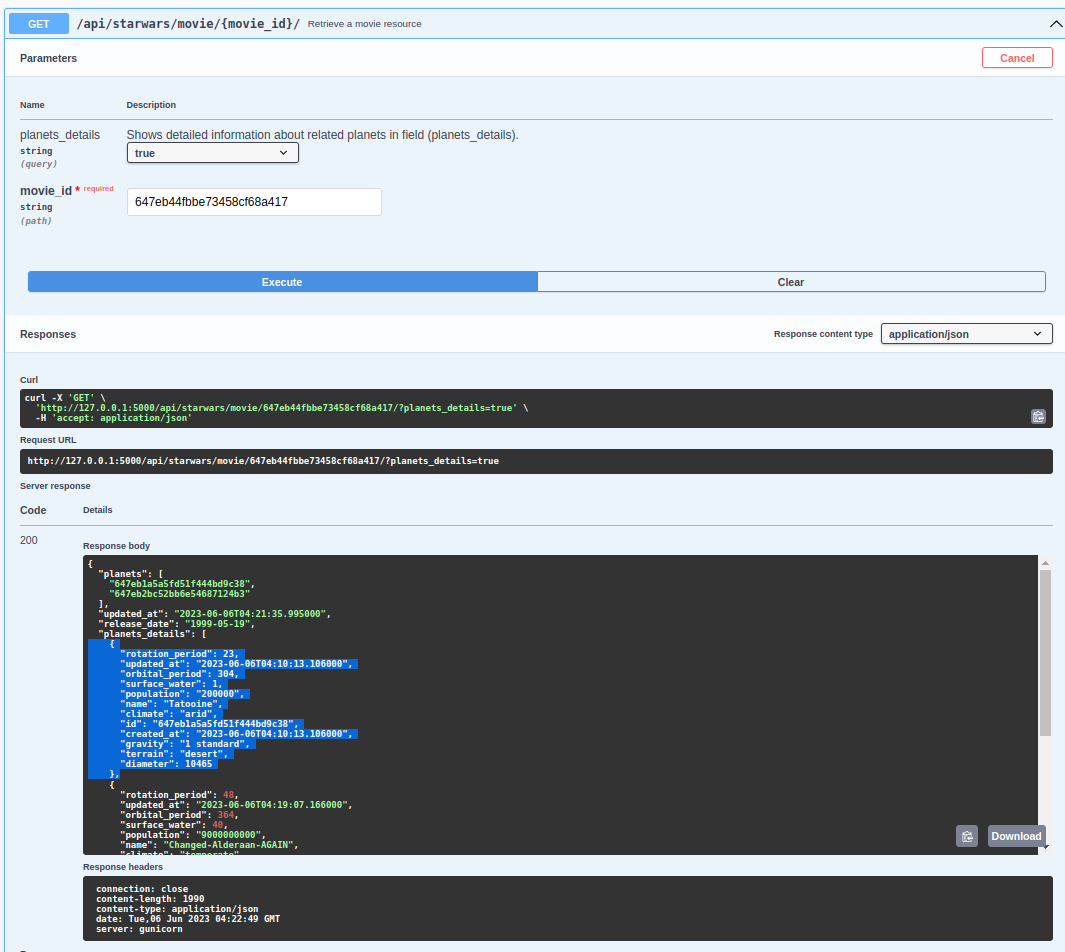 GET /api/starwars/movie/{movie_id}/ Retrieve a movie resource
Parameters
Cancel
Name Description
planets_details Shows detailed information about related planets in field (planets_details).
string true
(query)
movie_id * required
string 647eb44fbbe73458cf68a417
(path)
Execute Clear
Responses Response content type application/json
Curl
curl -X 'GET' \
'http://127.0.0.1:5000/api/starwars/movie/647eb44fbbe73458cf68a417/?planets_details=true' \
-H 'accept: application/json'
Request URL
http://127.0.0.1:5000/api/starwars/movie/647eb44fbbe73458cf68a417/?planets_details=true
Server response
Code Details
200
Response body
{
"planets": [
"647eb1a5a5fd51f444bd9c38",
"647eb2bc52bb6e54687124b3"
],
"updated_at": "2023-06-06T04:21:35.995000",
"release_date": "1999-05-19",
"planets_details": [
{
"rotation_period": 23,
"updated_at": "2023-06-06T04:10:13.106000",
"orbital_period": 304,
"surface_water": 1,
"population": "200000",
"name": "Tatooine",
"climate": "arid",
"id": "647eb1a5a5fd51f444bd9c38",
"created_at": "2023-06-06T04:10:13.106000",
"gravity": "1 standard",
"terrain": "desert",
"diameter": 10465
},
{
"rotation_period": 48,
"updated_at": "2023-06-06T04:19:07.166000",
"orbital_period": 364,
"surface_water": 40,
"population": "9000000000",
"name": "Changed-Alderaan-AGAIN",
"climate": "temperate"
Download
Response headers
connection: close
content-length: 1990
content-type: application/json
date: Tue,06 Jun 2023 04:22:49 GMT
server: gunicorn